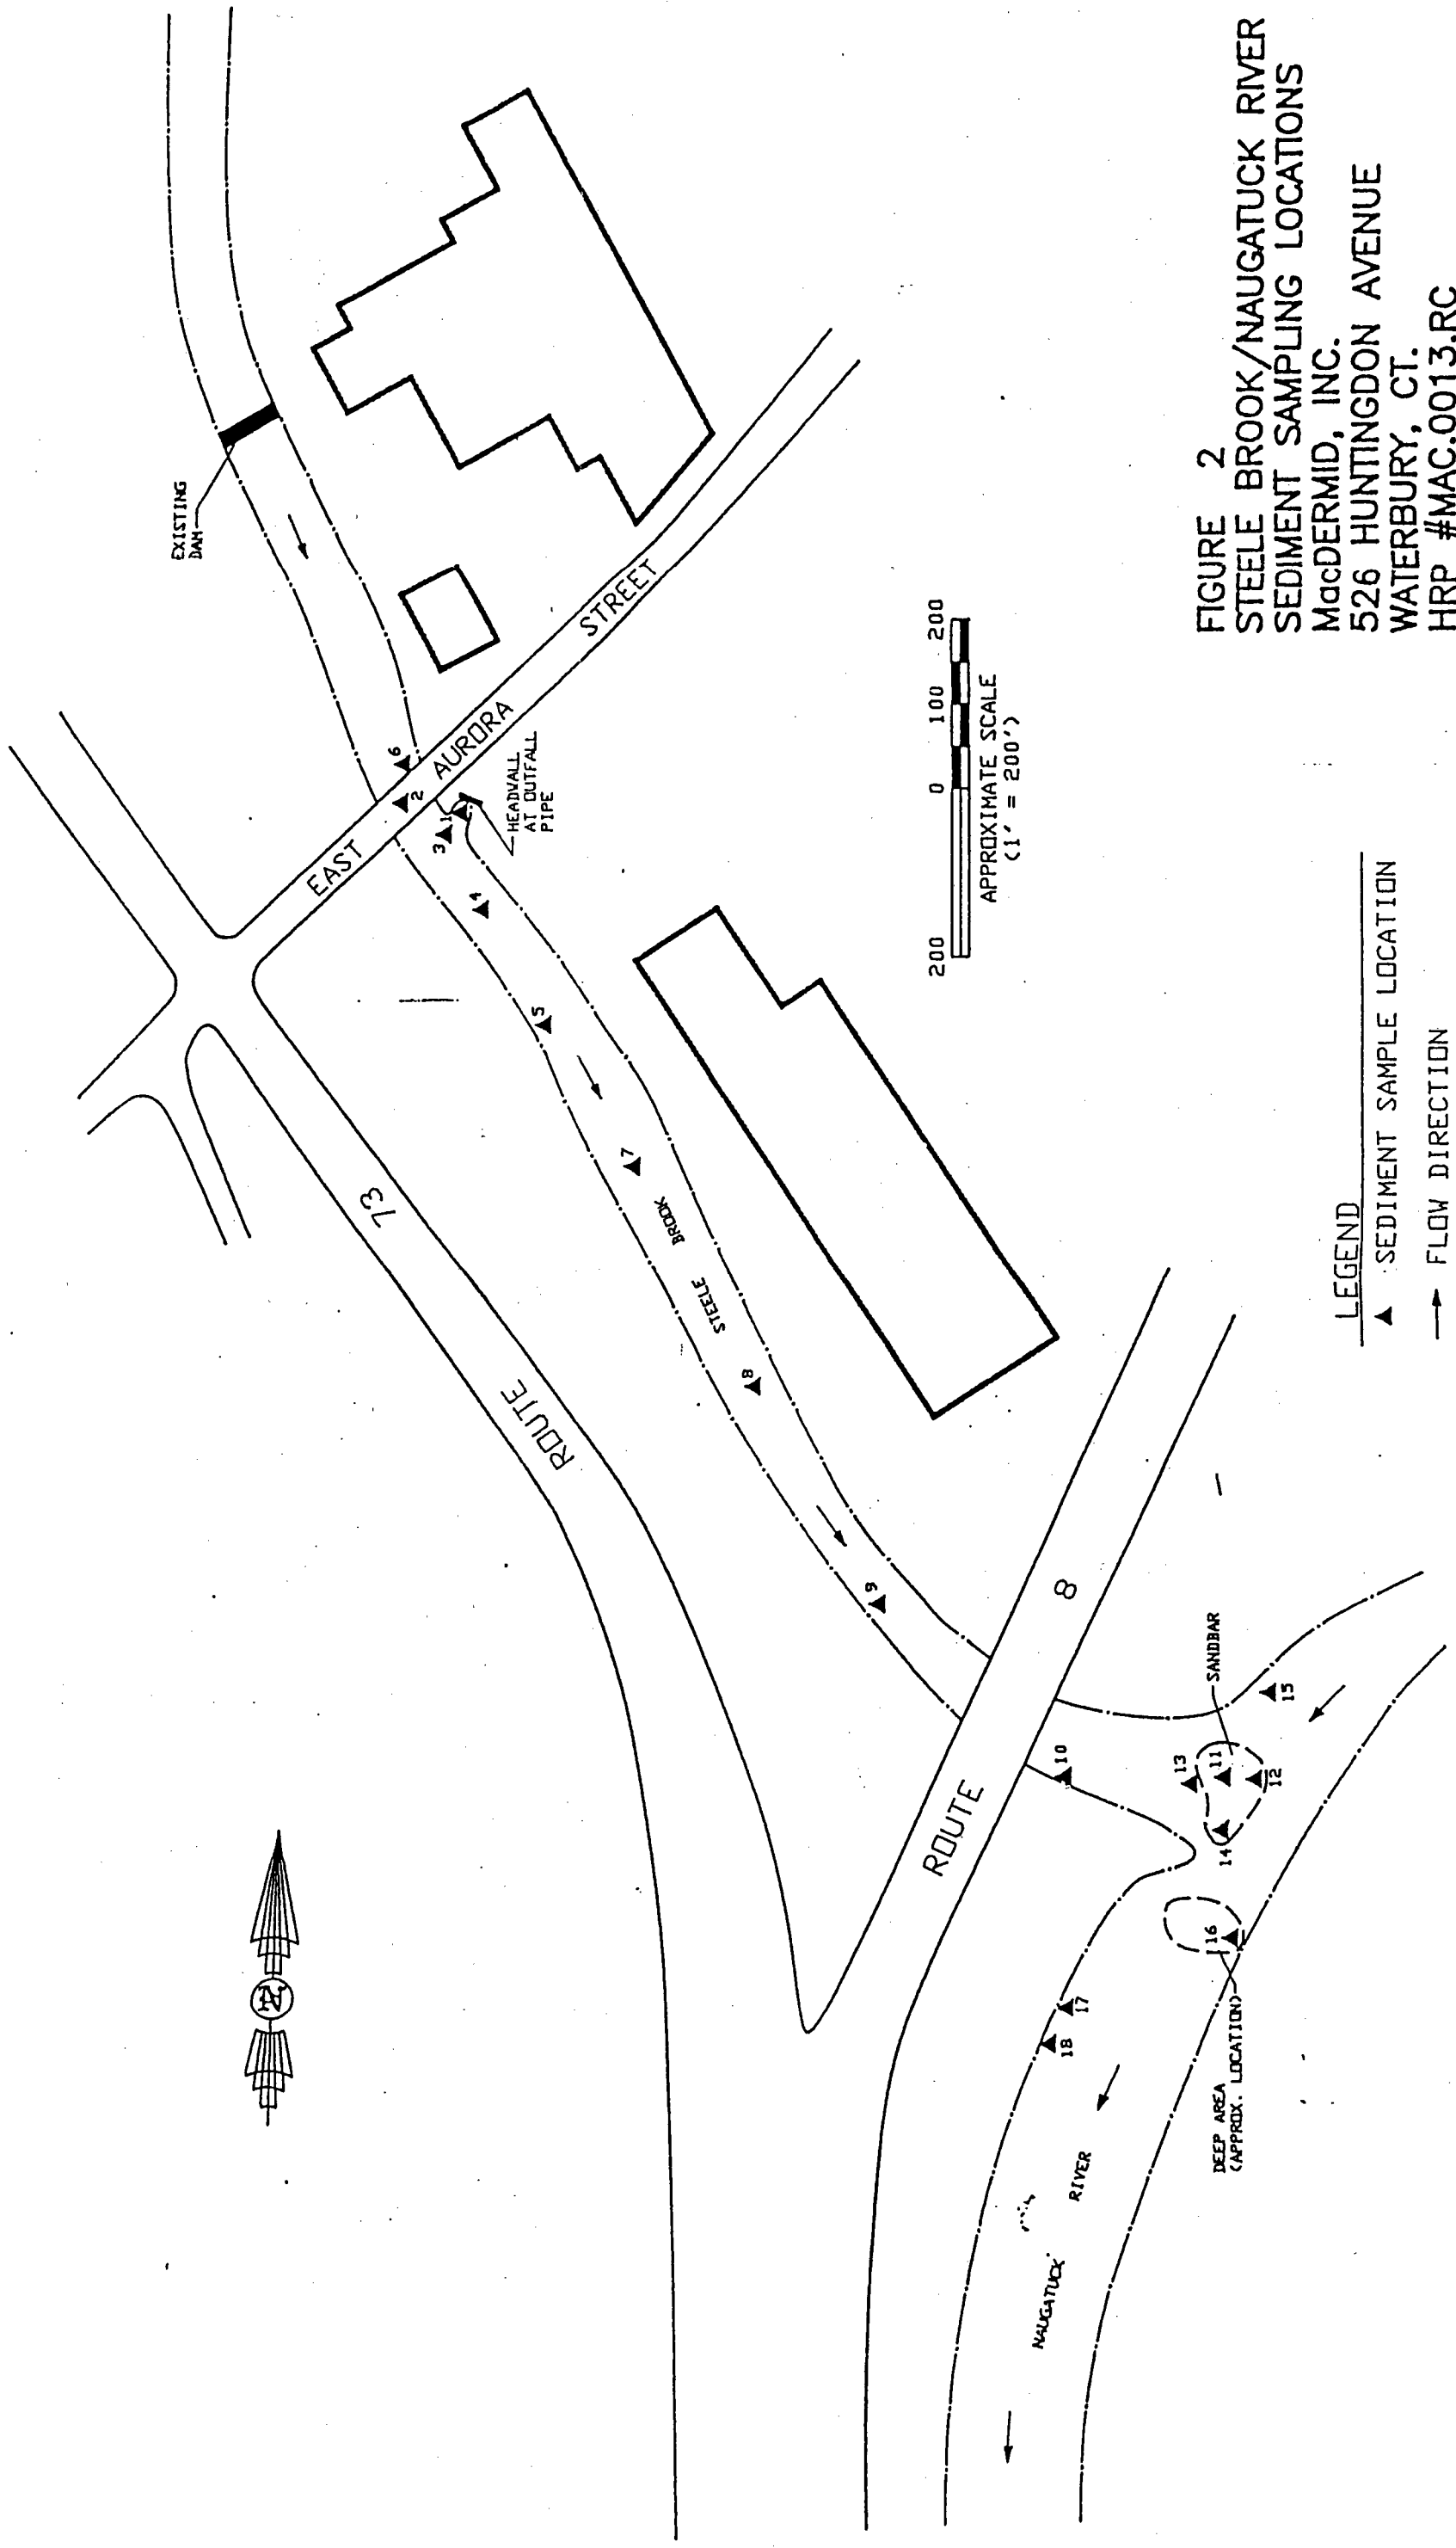 EXISTING
DAM
6
2
EAST AURORA STREET
3
1
HEADWALL
AT OUTFALL
PIPE
4
5
7
STEELE BROOK
8
9
ROUTE 73
ROUTE 8
10
13
11
12
14
SANDBAR
15
16
DEEP AREA
(APPROX. LOCATION)
17
18
NAUGATUCK RIVER
N
200 0 100 200
APPROXIMATE SCALE
(1" = 200')
LEGEND
SEDIMENT SAMPLE LOCATION
FLOW DIRECTION
FIGURE 2
STEELE BROOK/NAUGATUCK RIVER
SEDIMENT SAMPLING LOCATIONS
MacDERMID, INC.
526 HUNTINGDON AVENUE
WATERBURY, CT.
HRP #MAC.0013.RC